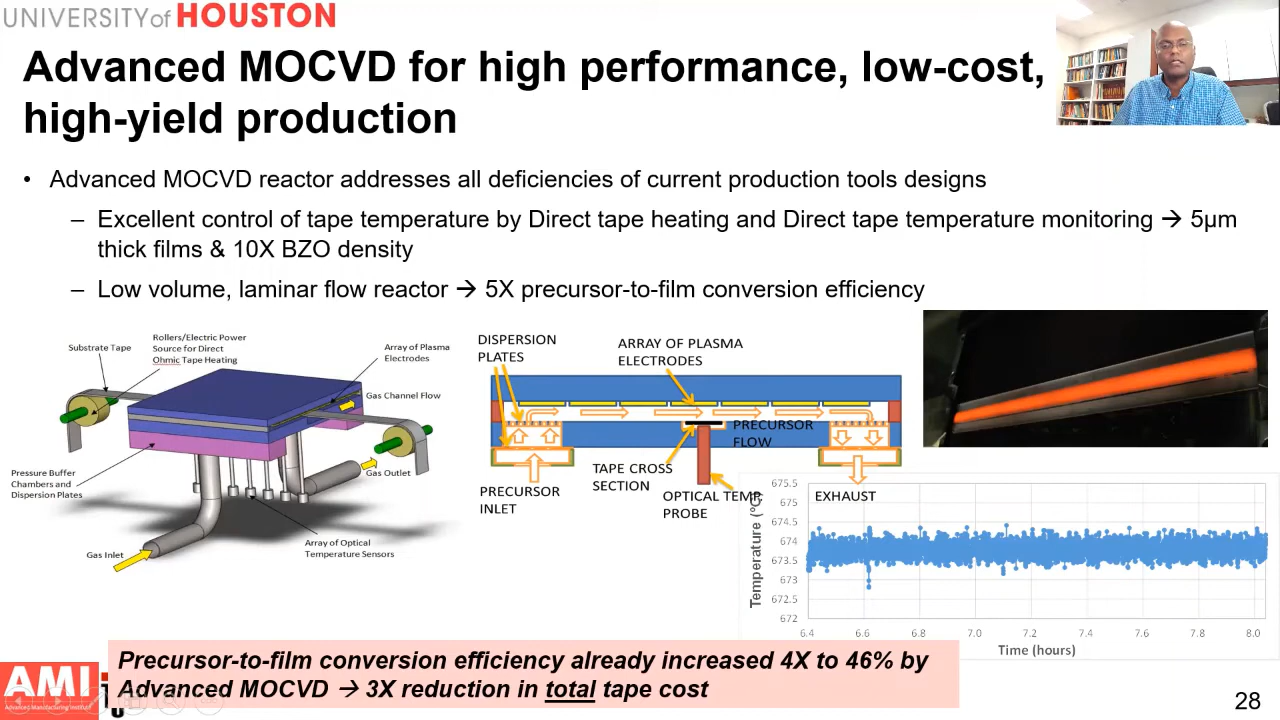 UNIVERSITY of HOUSTON
Advanced MOCVD for high performance, low-cost,
high-yield production
• Advanced MOCVD reactor addresses all deficiencies of current production tools designs
– Excellent control of tape temperature by Direct tape heating and Direct tape temperature monitoring → 5µm
thick films & 10X BZO density
– Low volume, laminar flow reactor → 5X precursor-to-film conversion efficiency
Substrate Tape
Rollers/Electric Power
Source for Direct
Ohmic Tape Heating
Array of Plasma
Electrodes
Gas Channel Flow
Pressure Buffer
Chambers and
Dispersion Plates
Gas Outlet
Gas Inlet
Array of Optical
Temperature Sensors
DISPERSION
PLATES
ARRAY OF PLASMA
ELECTRODES
PRECURSOR
FLOW
TAPE CROSS
SECTION
PRECURSOR
INLET
OPTICAL TEMP
PROBE
EXHAUST
Temperature (°C)
675.5
675
674.5
674
673.5
673
672.5
672
6.4 6.6 6.8 7.0 7.2 7.4 7.6 7.8 8.0
Time (hours)
Precursor-to-film conversion efficiency already increased 4X to 46% by
Advanced MOCVD → 3X reduction in total tape cost
AMI
Advanced Manufacturing Institute
28